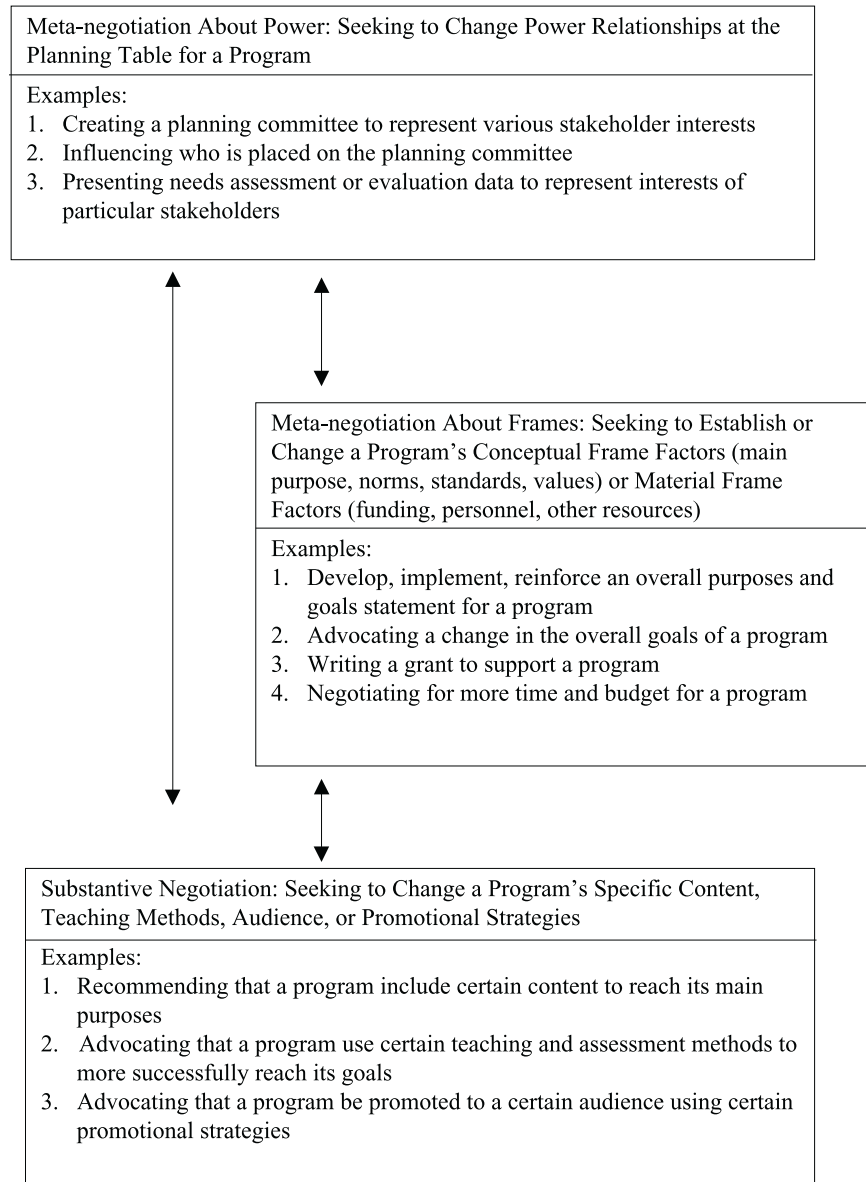 Meta-negotiation About Power: Seeking to Change Power Relationships at the
Planning Table for a Program
Examples:
1. Creating a planning committee to represent various stakeholder interests
2. Influencing who is placed on the planning committee
3. Presenting needs assessment or evaluation data to represent interests of
particular stakeholders
Meta-negotiation About Frames: Seeking to Establish or
Change a Program’s Conceptual Frame Factors (main
purpose, norms, standards, values) or Material Frame
Factors (funding, personnel, other resources)
Examples:
1. Develop, implement, reinforce an overall purposes and
goals statement for a program
2. Advocating a change in the overall goals of a program
3. Writing a grant to support a program
4. Negotiating for more time and budget for a program
Substantive Negotiation: Seeking to Change a Program’s Specific Content,
Teaching Methods, Audience, or Promotional Strategies
Examples:
1. Recommending that a program include certain content to reach its main
purposes
2. Advocating that a program use certain teaching and assessment methods to
more successfully reach its goals
3. Advocating that a program be promoted to a certain audience using certain
promotional strategies